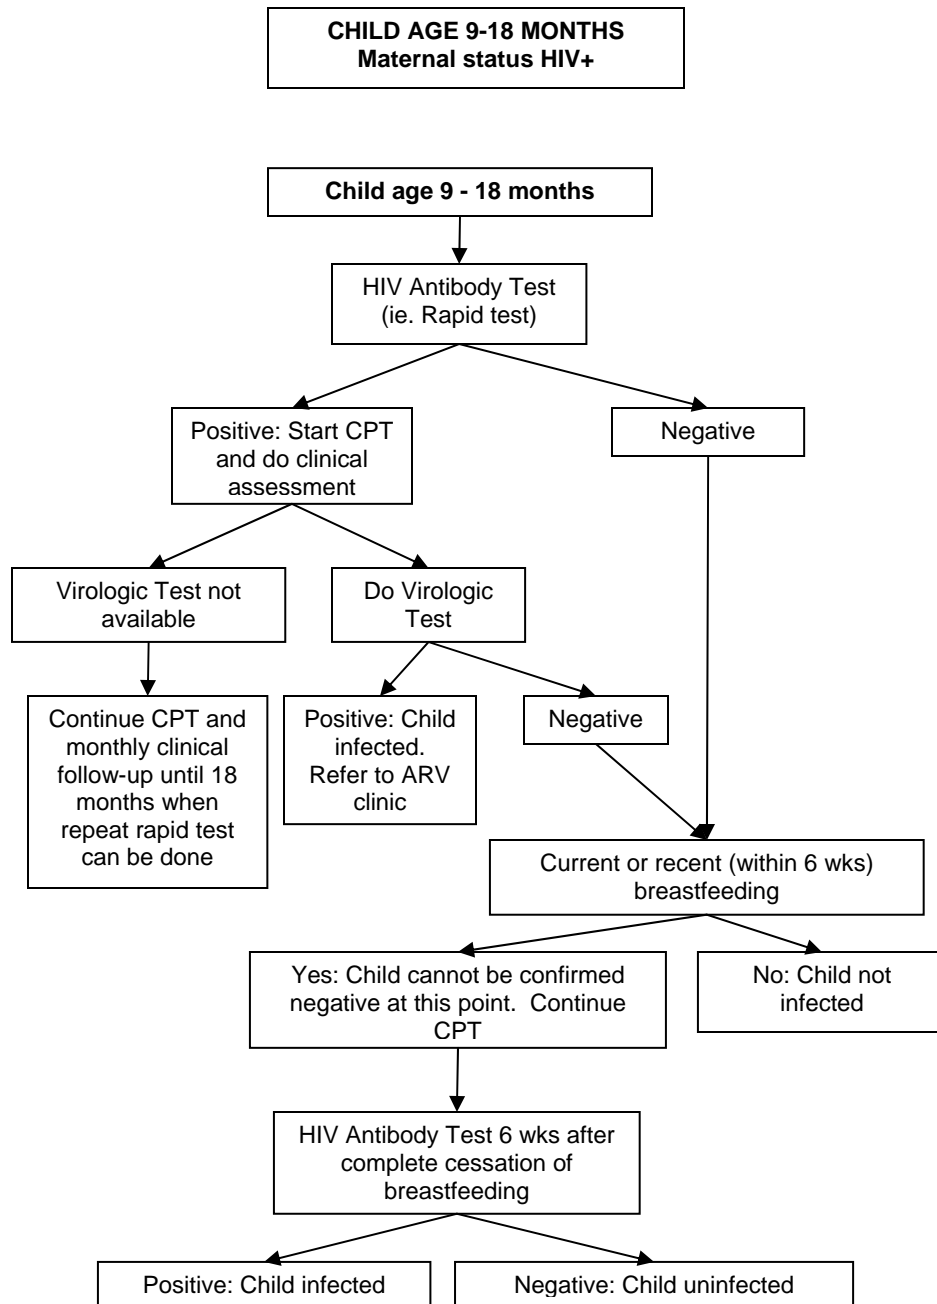 CHILD AGE 9-18 MONTHS
Maternal status HIV+
Child age 9 - 18 months
HIV Antibody Test
(ie. Rapid test)
Positive: Start CPT
and do clinical
assessment
Negative
Virologic Test not
available
Do Virologic
Test
Continue CPT and
monthly clinical
follow-up until 18
months when
repeat rapid test
can be done
Positive: Child
infected.
Refer to ARV
clinic
Negative
Current or recent (within 6 wks)
breastfeeding
Yes: Child cannot be confirmed
negative at this point.  Continue
CPT
No: Child not
infected
HIV Antibody Test 6 wks after
complete cessation of
breastfeeding
Positive: Child infected
Negative: Child uninfected